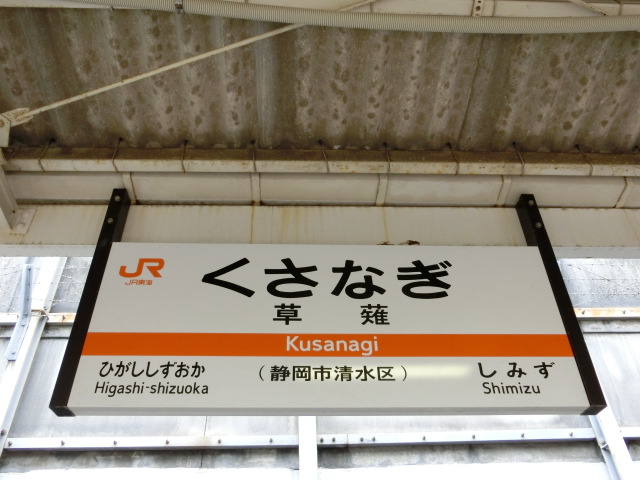 JR
JR東海
くさなぎ
草薙
Kusanagi
ひがししずおか
Higashi-shizuoka
(静岡市清水区)
しみず
Shimizu